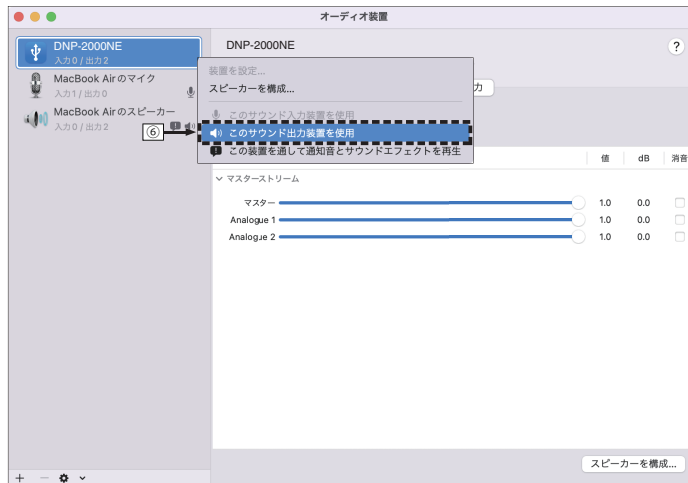 オーディオ装置
DNP-2000NE
入力 0 / 出力 2
MacBook Air のマイク
入力 1 / 出力 0
MacBook Air のスピーカー
入力 0 / 出力 2
DNP-2000NE
?
装置を設定...
スピーカーを構成...
力
このサウンド入力装置を使用
⑥
このサウンド出力装置を使用
この装置を通して通知音とサウンドエフェクトを再生
値 dB 消音
マスターストリーム
マスター 1.0 0.0
Analogue 1 1.0 0.0
Analogue 2 1.0 0.0
スピーカーを構成...